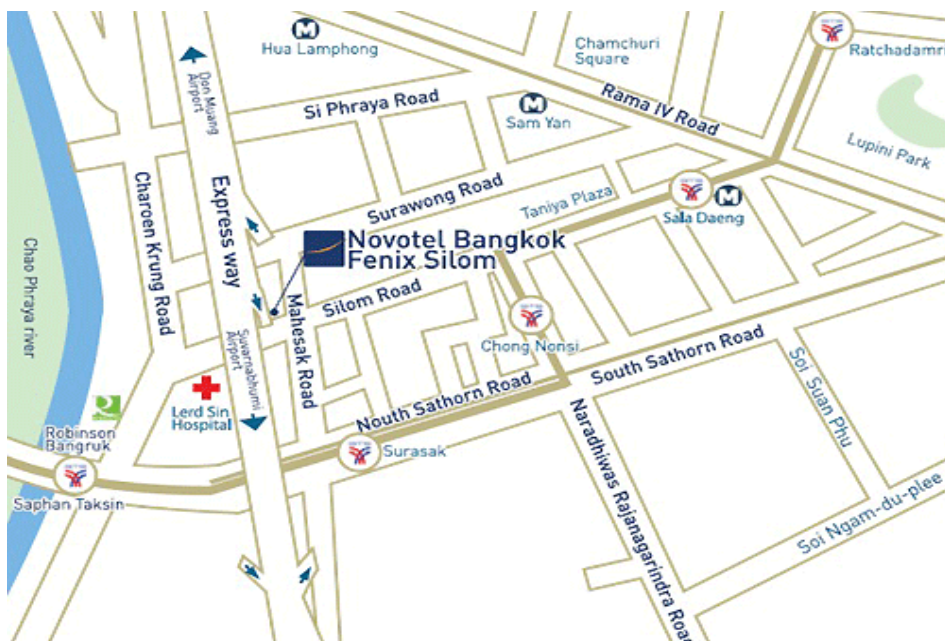 Hua Lamphong
Chamchuri
Square
Ratchadamri
Don Muang
Airport
Si Phraya Road
Sam Yan
Rama IV Road
Lupini Park
Express way
Surawong Road
Taniya Plaza
Sala Daeng
Charoen Krung Road
Chao Phraya river
Novotel Bangkok
Fenix Silom
Silom Road
Mahesak Road
Chong Nonsi
Suvarnabhumi
Airport
South Sathorn Road
Nouth Sathorn Road
Soi Suan Phu
Lerd Sin
Hospital
Robinson
Bangruk
Surasak
Saphan Taksin
Naradhiwas Rajanagarindra Road
Soi Ngam-du-plee